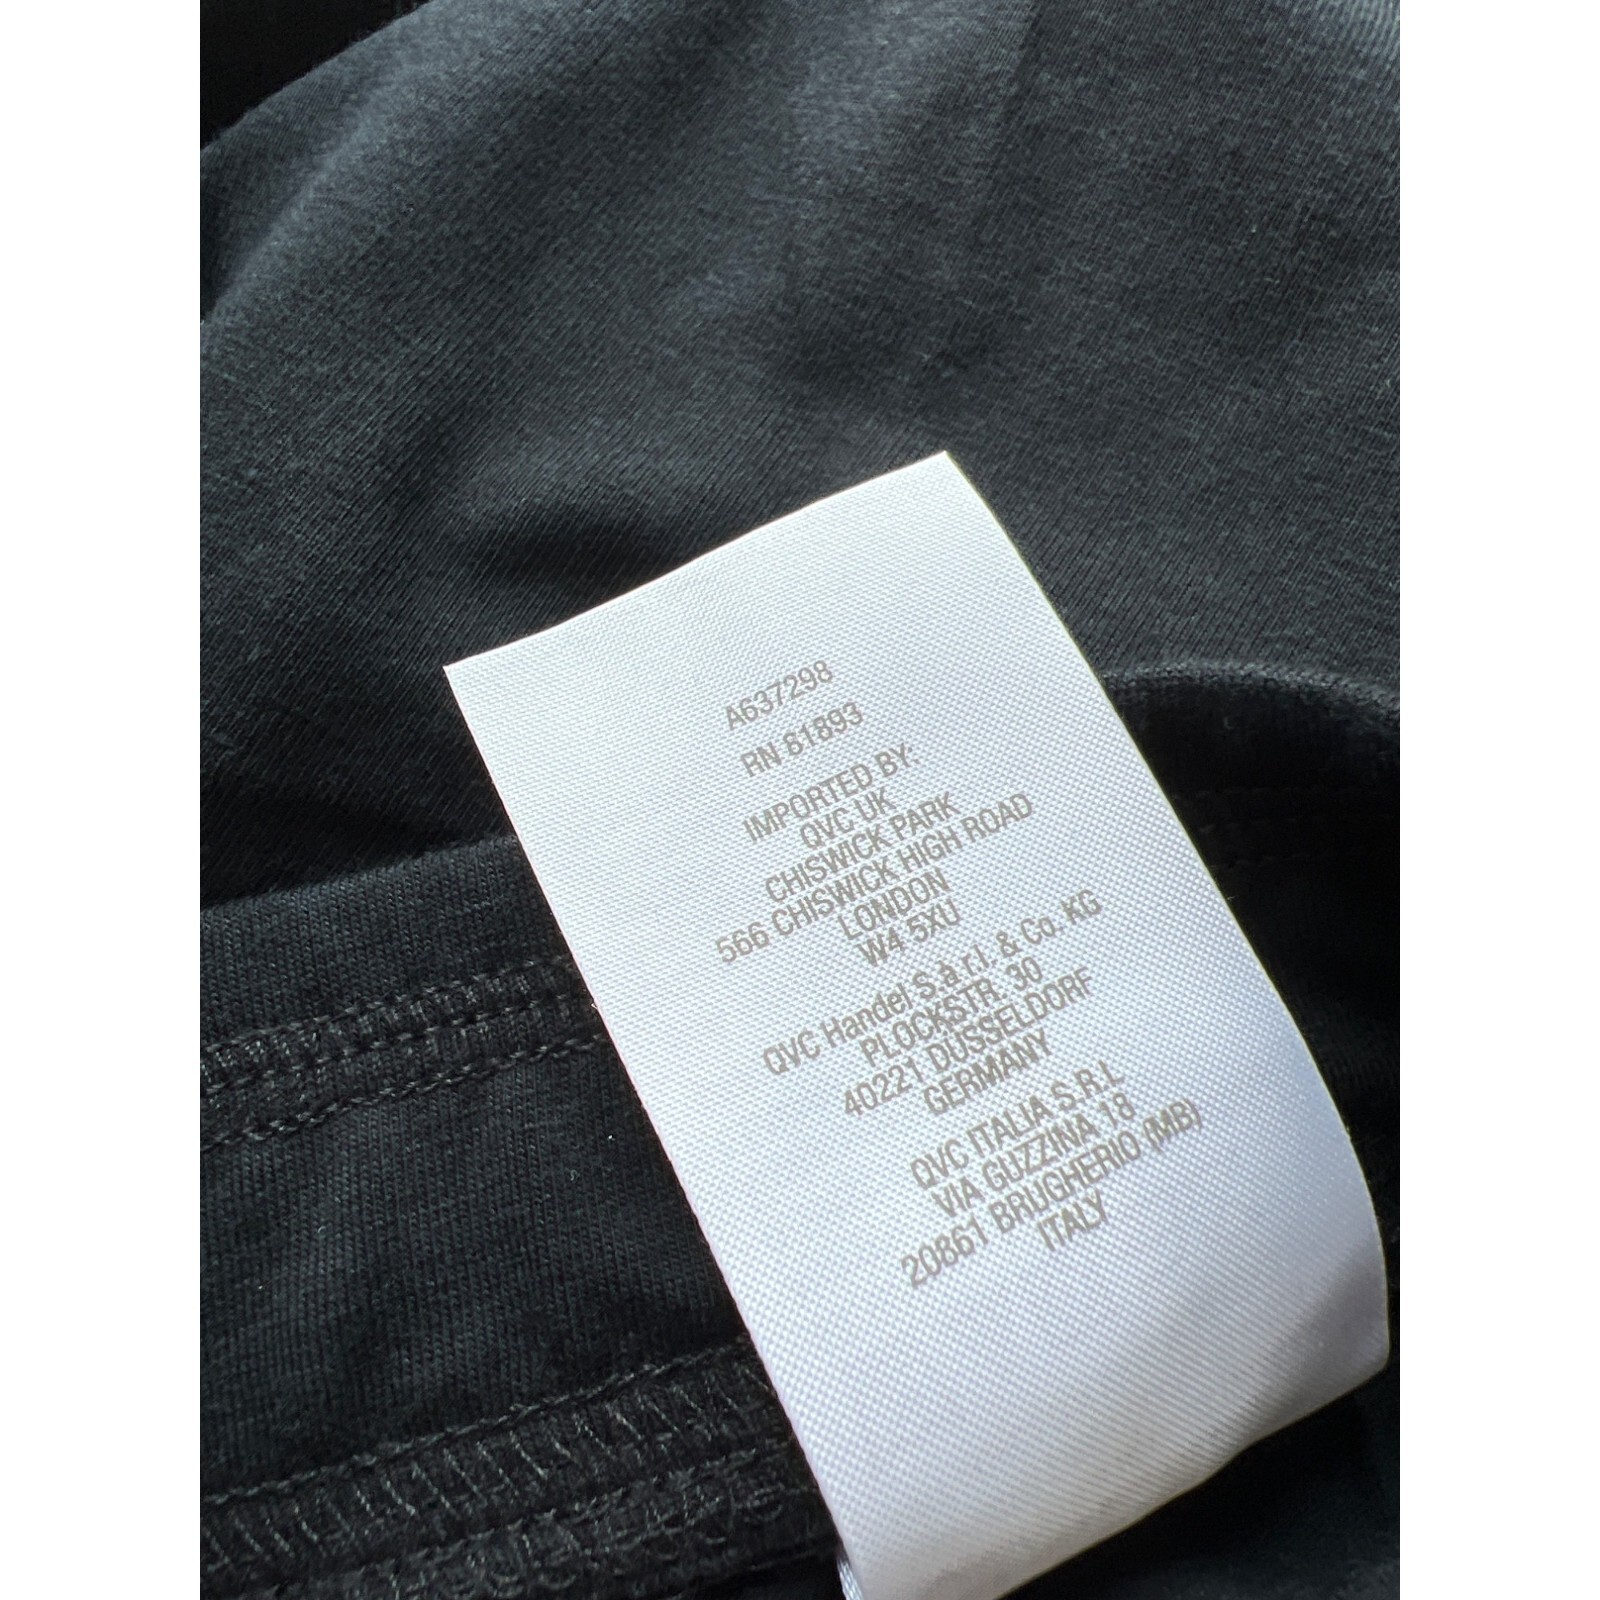 A637298
RN 61893
IMPORTED BY:
QVC UK
CHISWICK PARK
566 CHISWICK HIGH ROAD
LONDON
W4 5XU
QVC Handel S.à r.l. & Co. KG
PLOCKSTR. 30
40221 DUSSELDORF
GERMANY
QVC ITALIA S.R.L
VIA GUZZINA 18
20861 BRUGHERIO (MB)
ITALY